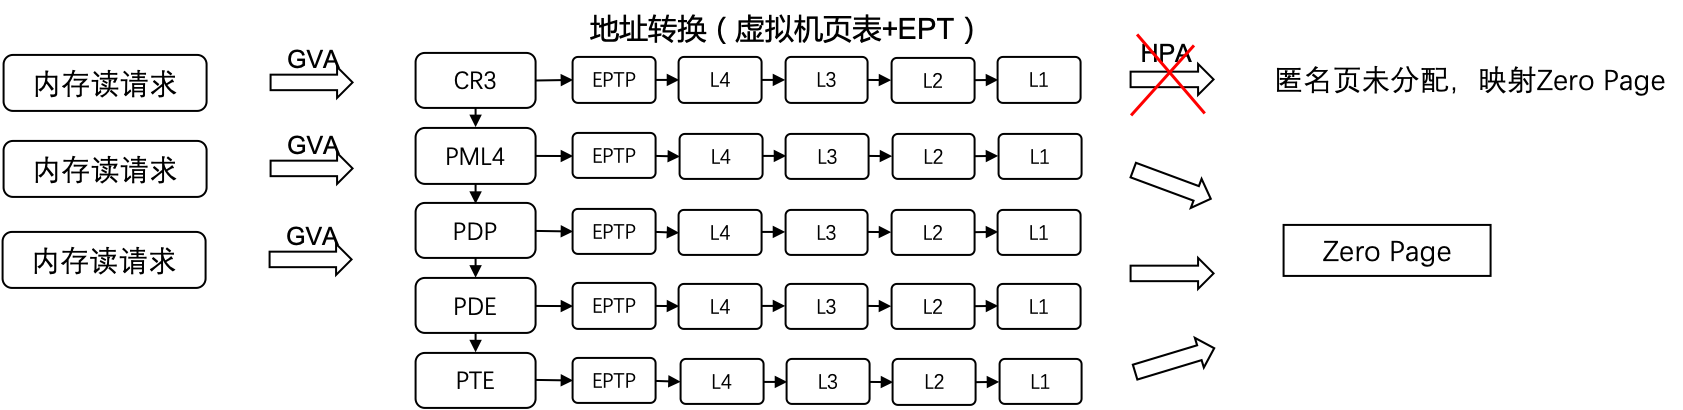 地址转换（虚拟机页表+EPT）
内存读请求 GVA CR3 EPTP L4 L3 L2 L1 HPA 匿名页未分配，映射Zero Page
内存读请求 GVA PML4 EPTP L4 L3 L2 L1
内存读请求 GVA PDP EPTP L4 L3 L2 L1 Zero Page
PDE EPTP L4 L3 L2 L1
PTE EPTP L4 L3 L2 L1